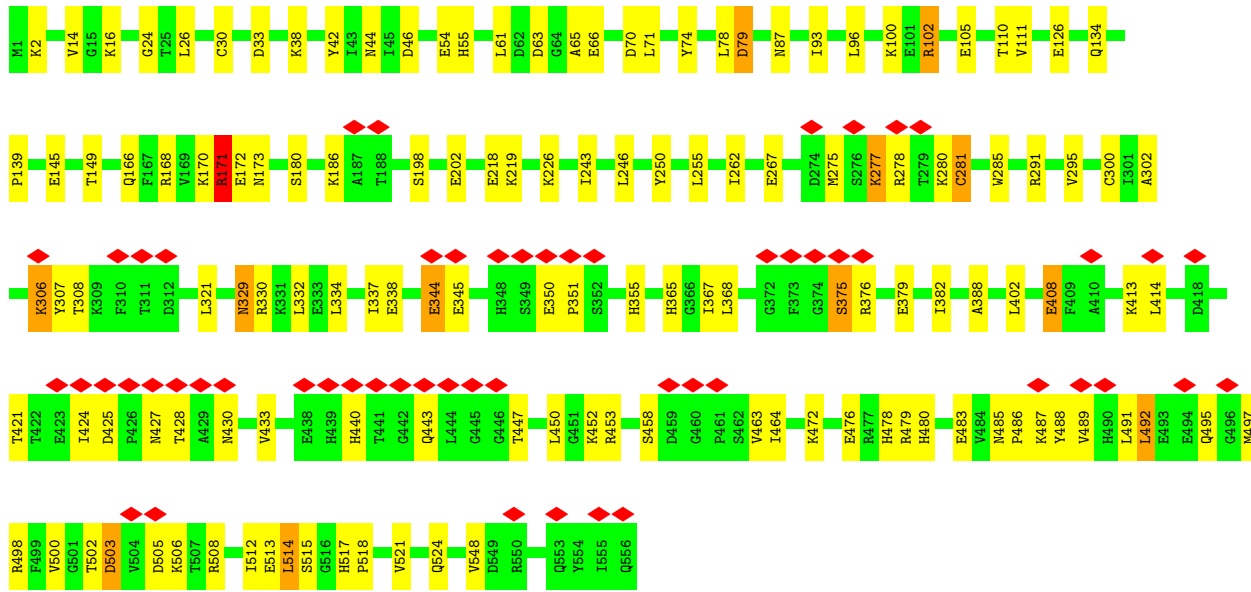 M1 K2 V14 G15 K16 G24 T25 L26 C30 D33 K38 Y42 I43 N44 I45 D46 E54 H55 L61 D62 D63 G64 A65 E66 D70 L71 Y74 L78 D79 N87 I93 L96 K100 E101 R102 E105 T110 V111 E126 Q134
P139 E145 T149 Q166 F167 R168 V169 K170 R171 E172 N173 S180 K186 A187 T188 S198 E202 E218 K219 K226 I243 L246 Y250 L255 I262 E267 D274 M275 S276 K277 R278 T279 K280 C281 W285 R291 V295 C300 I301 A302
K306 Y307 T308 K309 F310 T311 D312 L321 N329 R330 K331 L332 E333 L334 I337 E338 E344 E345 H348 S349 E350 P351 S352 H355 H365 G366 I367 L368 G372 F373 G374 S375 R376 E379 I382 A388 L402 E408 F409 A410 K413 L414 D418
T421 T422 E423 I424 D425 P426 N427 T428 A429 N430 V433 E438 H439 H440 T441 G442 Q443 L444 G445 G446 T447 L450 G451 K452 R453 S458 D459 G460 P461 S462 V463 I464 K472 E476 R477 H478 R479 H480 E483 V484 N485 P486 K487 Y488 V489 H490 L491 L492 E493 E494 Q495 G496 M497
R498 F499 V500 G501 T502 D503 V504 D505 K506 T507 R508 I512 E513 L514 S515 G516 H517 P518 V521 Q524 V548 D549 R550 Q553 Y554 I555 Q556